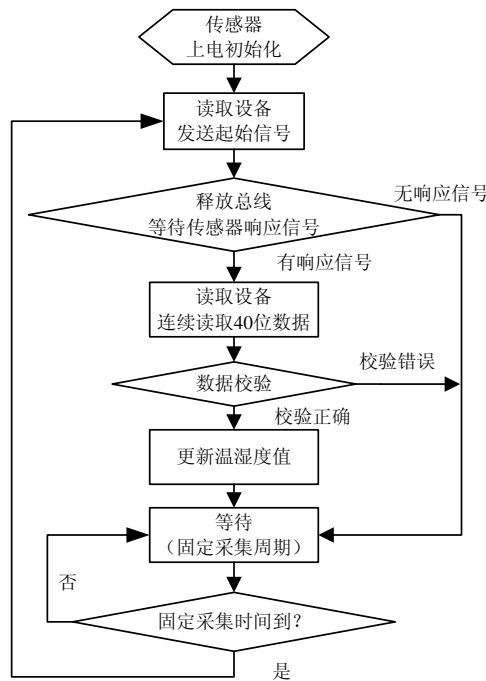 传感器
上电初始化
读取设备
发送起始信号
释放总线
等待传感器响应信号
无响应信号
有响应信号
读取设备
连续读取40位数据
数据校验
校验错误
校验正确
更新温湿度值
等待
（固定采集周期）
否
固定采集时间到？
是